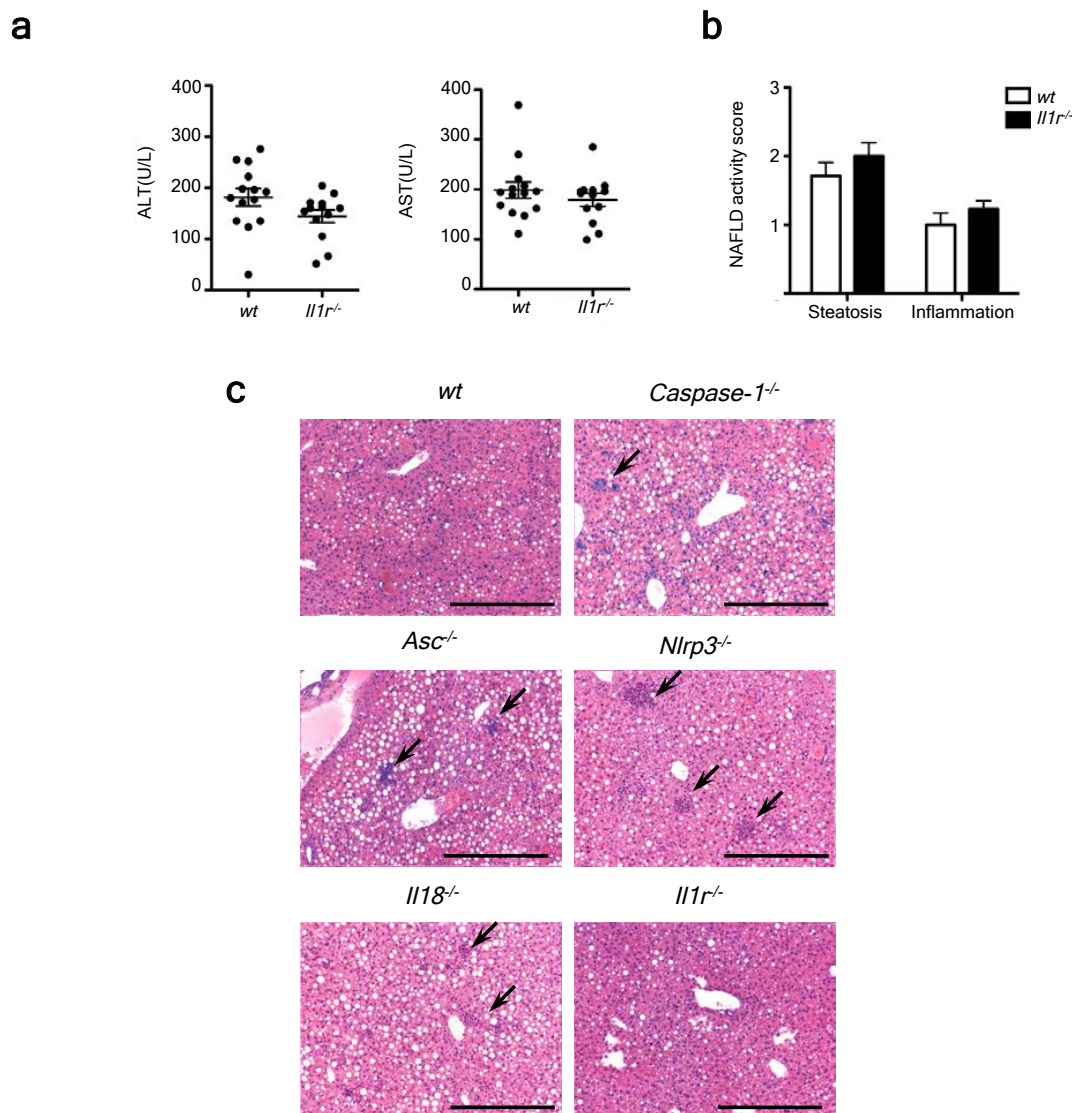 a
400
300
200
100
0
ALT(U/L)
wt
Il1r-/-
400
300
200
100
0
AST(U/L)
wt
Il1r-/-
b
3
2
1
NAFLD activity score
Steatosis
Inflammation
wt
Il1r-/-
c
wt
Caspase-1-/-
Asc-/-
Nlrp3-/-
Il18-/-
Il1r-/-